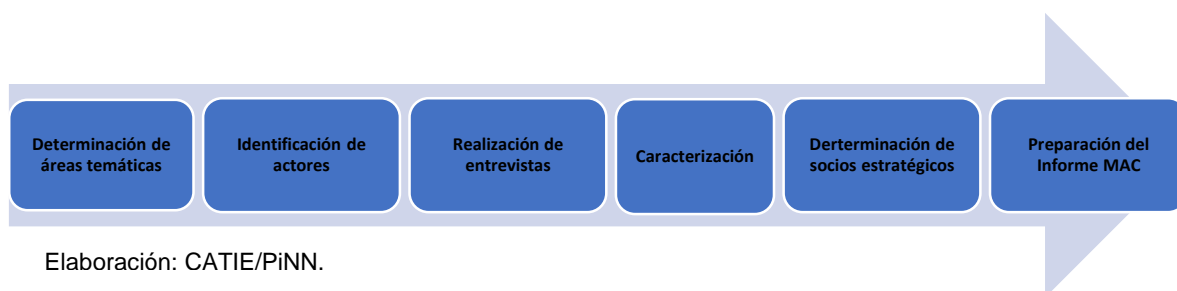 Determinación de
áreas temáticas
Identificación de
actores
Realización de
entrevistas
Caracterización
Derterminación de
socios estratégicos
Preparación del
Informe MAC
Elaboración: CATIE/PiNN.